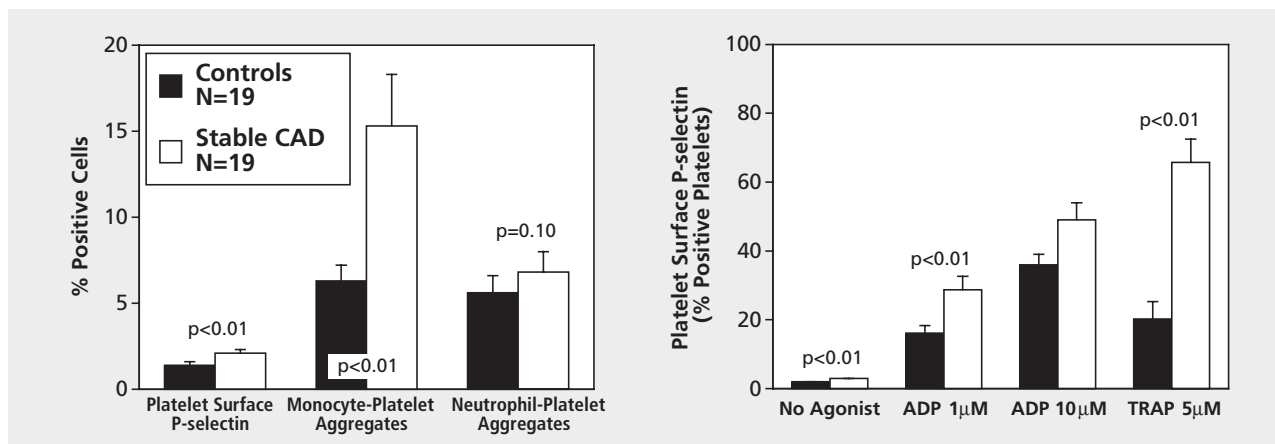 20
15
10
5
0
% Positive Cells
Controls
N=19
Stable CAD
N=19
p<0.01
p<0.01
p=0.10
Platelet Surface
P-selectin
Monocyte-Platelet
Aggregates
Neutrophil-Platelet
Aggregates
100
80
60
40
20
0
Platelet Surface P-selectin
(% Positive Platelets)
p<0.01
p<0.01
p<0.01
No Agonist
ADP 1μM
ADP 10μM
TRAP 5μM